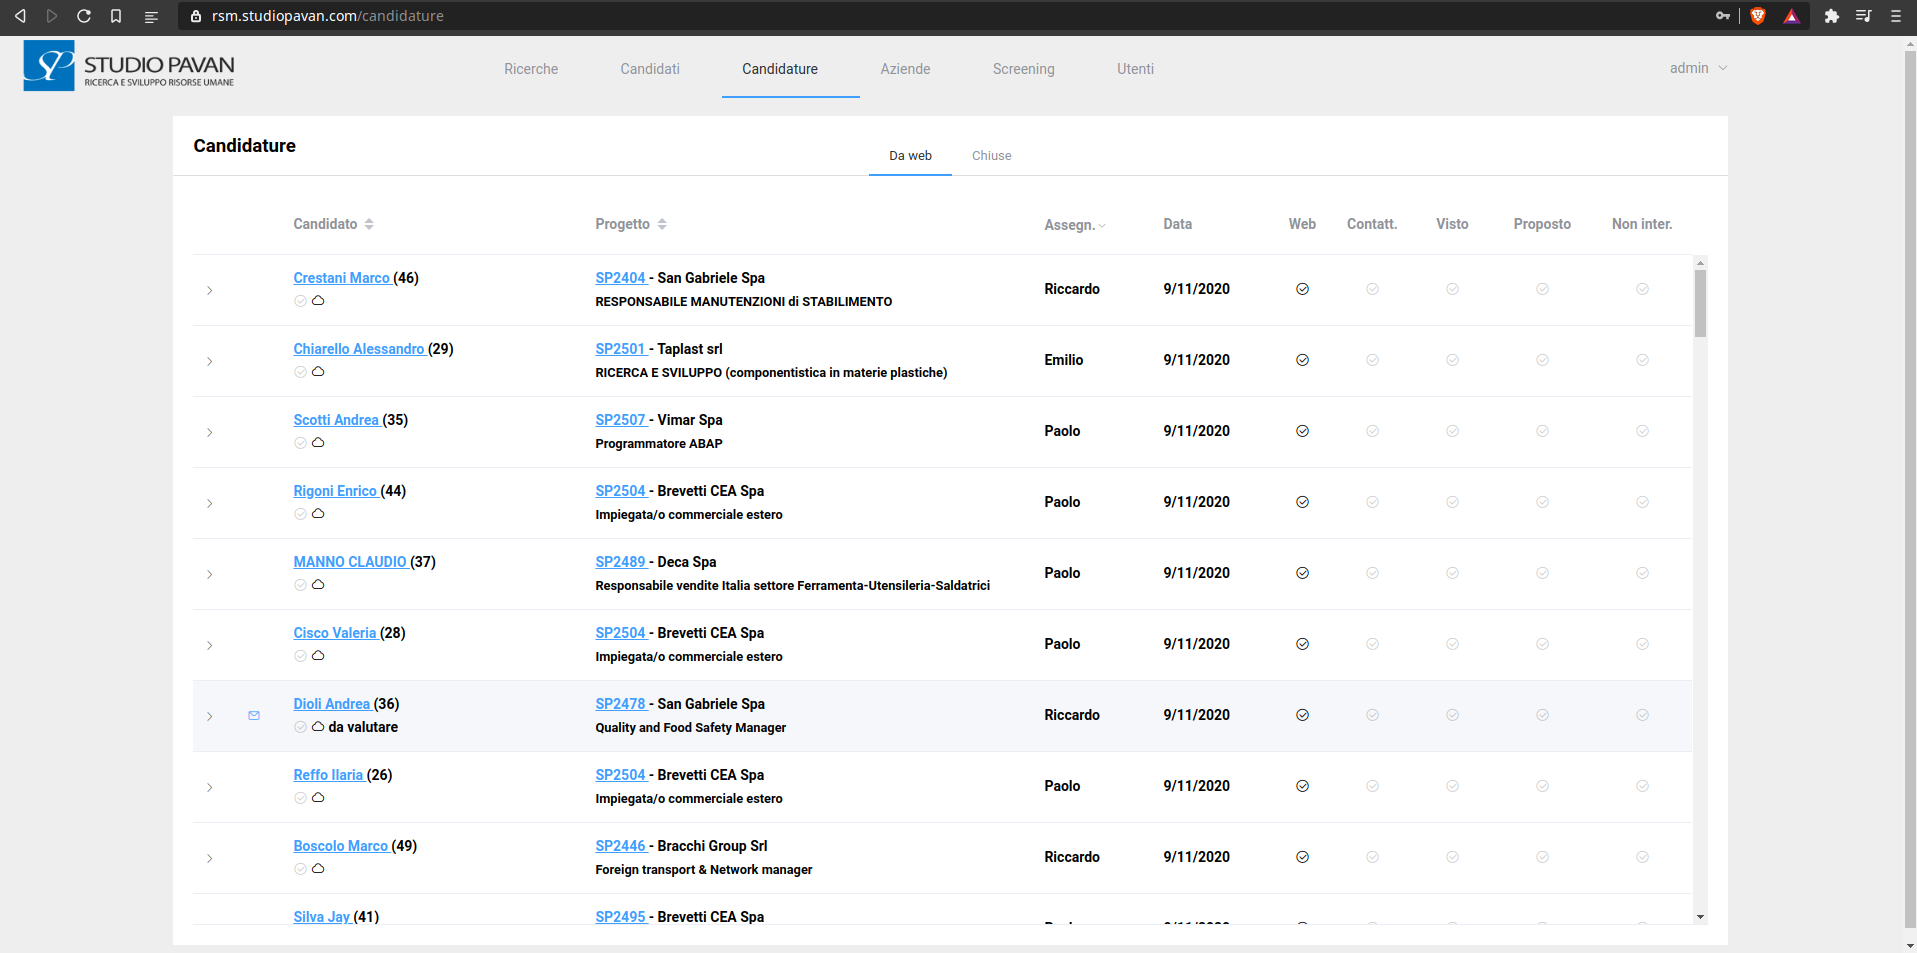 rsm.studiopavan.com/candidature
SP STUDIO PAVAN
RICERCA E SVILUPPO RISORSE UMANE
Ricerche Candidati Candidature Aziende Screening Utenti admin
Candidature
Da web Chiuse
Candidato Progetto Assegn. Data Web Contatt. Visto Proposto Non inter.
Crestani Marco (46) SP2404 - San Gabriele Spa
RESPONSABILE MANUTENZIONI di STABILIMENTO
Riccardo 9/11/2020
Chiarello Alessandro (29) SP2501 - Taplast srl
RICERCA E SVILUPPO (componentistica in materie plastiche)
Emilio 9/11/2020
Scotti Andrea (35) SP2507 - Vimar Spa
Programmatore ABAP
Paolo 9/11/2020
Rigoni Enrico (44) SP2504 - Brevetti CEA Spa
Impiegata/o commerciale estero
Paolo 9/11/2020
MANNO CLAUDIO (37) SP2489 - Deca Spa
Responsabile vendite Italia settore Ferramenta-Utensileria-Saldatrici
Paolo 9/11/2020
Cisco Valeria (28) SP2504 - Brevetti CEA Spa
Impiegata/o commerciale estero
Paolo 9/11/2020
Dioli Andrea (36) SP2478 - San Gabriele Spa
da valutare Quality and Food Safety Manager
Riccardo 9/11/2020
Reffo Ilaria (26) SP2504 - Brevetti CEA Spa
Impiegata/o commerciale estero
Paolo 9/11/2020
Boscolo Marco (49) SP2446 - Bracchi Group Srl
Foreign transport & Network manager
Riccardo 9/11/2020
Silva Jay (41) SP2495 - Brevetti CEA Spa